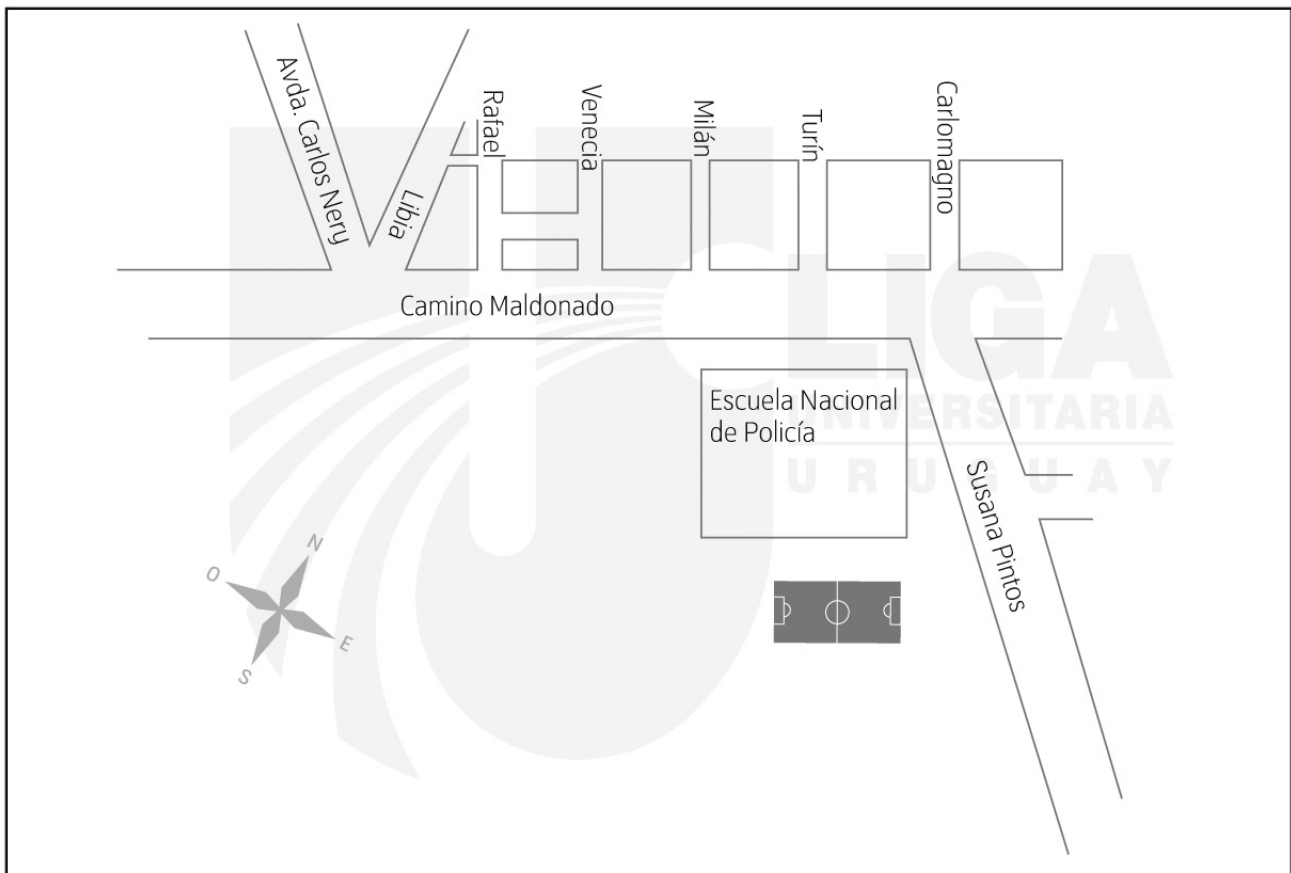 Avda. Carlos Nery
Libia
Rafael
Venecia
Milán
Turín
Carlomagno
Camino Maldonado
LIGA
UNIVERSITARIA
URUGUAY
Escuela Nacional
de Policía
Susana Pintos
N
O
E
S